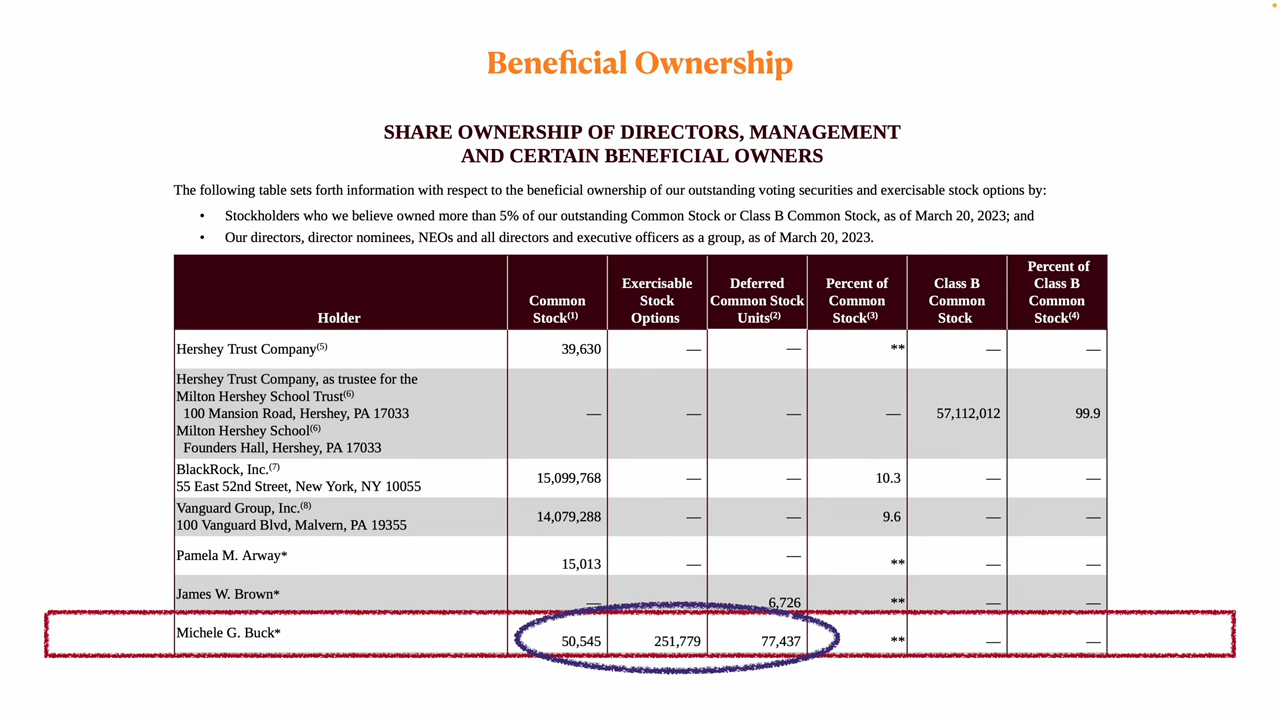 Beneficial Ownership
SHARE OWNERSHIP OF DIRECTORS, MANAGEMENT
AND CERTAIN BENEFICIAL OWNERS
The following table sets forth information with respect to the beneficial ownership of our outstanding voting securities and exercisable stock options by:
• Stockholders who we believe owned more than 5% of our outstanding Common Stock or Class B Common Stock, as of March 20, 2023; and
• Our directors, director nominees, NEOs and all directors and executive officers as a group, as of March 20, 2023.
Holder Common Stock(1) Exercisable Stock Options Deferred Common Stock Units(2) Percent of Common Stock(3) Class B Common Stock Percent of Class B Common Stock(4)
Hershey Trust Company(5) 39,630 — — ** — —
Hershey Trust Company, as trustee for the
Milton Hershey School Trust(6)
100 Mansion Road, Hershey, PA 17033 — — — — 57,112,012 99.9
Milton Hershey School(6)
Founders Hall, Hershey, PA 17033
BlackRock, Inc.(7)
55 East 52nd Street, New York, NY 10055 15,099,768 — — 10.3 — —
Vanguard Group, Inc.(8)
100 Vanguard Blvd, Malvern, PA 19355 14,079,288 — — 9.6 — —
Pamela M. Arway* 15,013 — — ** — —
James W. Brown* — — 6,726 ** — —
Michele G. Buck* 50,545 251,779 77,437 ** — —